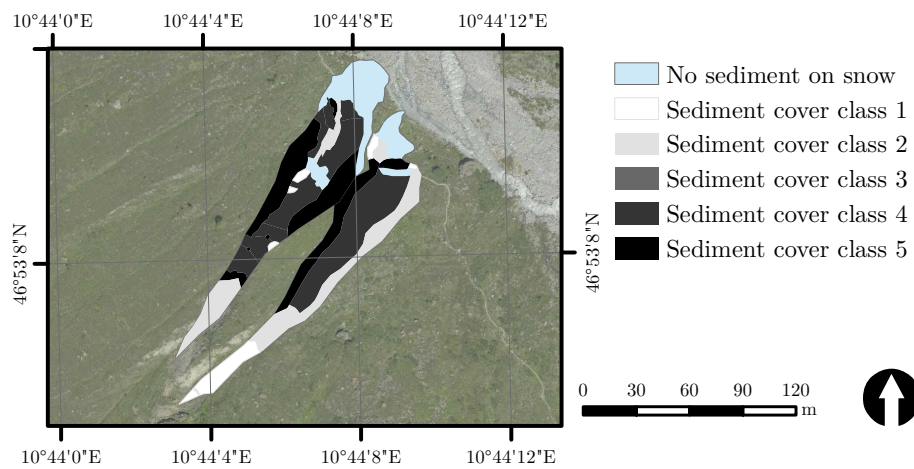 10°44'0"E 10°44'4"E 10°44'8"E 10°44'12"E
46°53'8"N
46°53'8"N
10°44'0"E 10°44'4"E 10°44'8"E 10°44'12"E
No sediment on snow
Sediment cover class 1
Sediment cover class 2
Sediment cover class 3
Sediment cover class 4
Sediment cover class 5
0 30 60 90 120
m